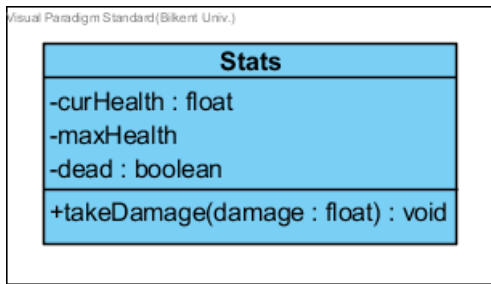 Visual Paradigm Standard(Bilkent Univ.)
Stats
-curHealth : float
-maxHealth
-dead : boolean
+takeDamage(damage : float) : void